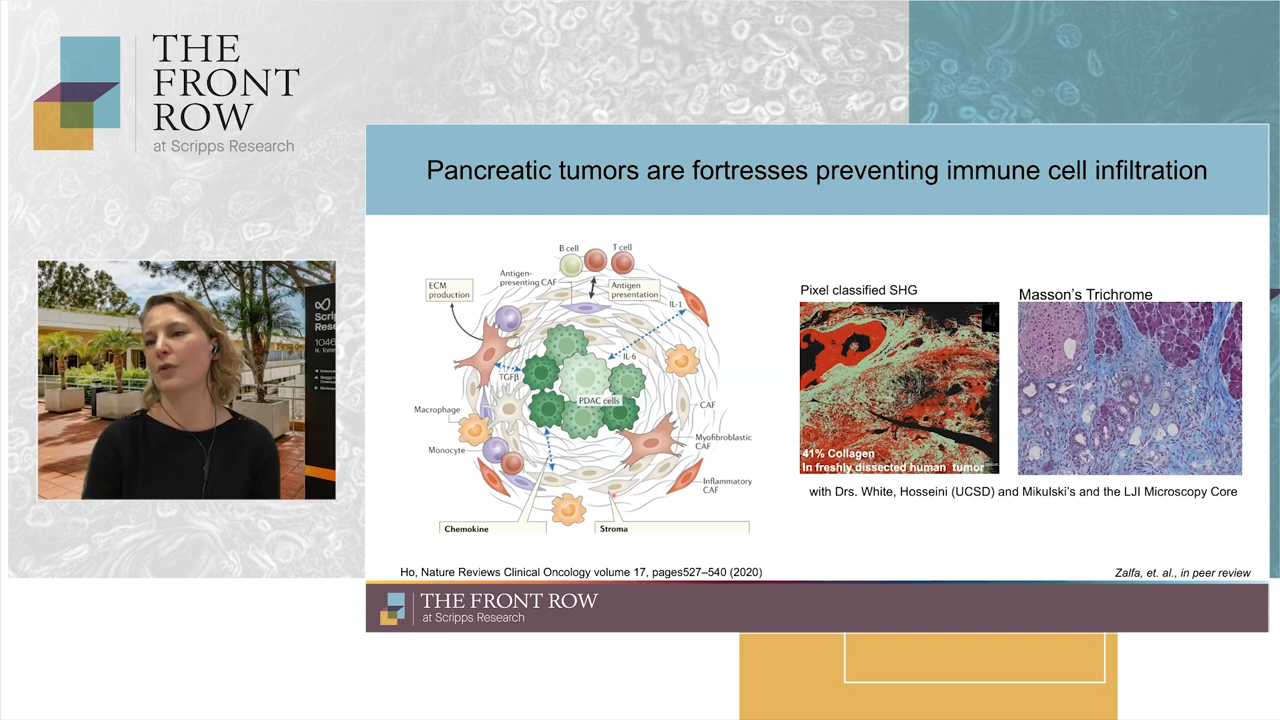 THE
FRONT
ROW
at Scripps Research
Pancreatic tumors are fortresses preventing immune cell infiltration
B cell
T cell
Antigen-
presenting CAF
Antigen
presentation
ECM
production
IL-1
IL-6
TGFβ
PDAC cells
CAF
Macrophage
Monocyte
Myofibroblastic
CAF
Inflammatory
CAF
Chemokine
Stroma
Pixel classified SHG
Masson's Trichrome
41% Collagen
In freshly dissected human tumor
with Drs. White, Hosseini (UCSD) and Mikulski's and the LJI Microscopy Core
Ho, Nature Reviews Clinical Oncology volume 17, pages527–540 (2020)
Zalfa, et. al., in peer review
THE FRONT ROW
at Scripps Research
1046